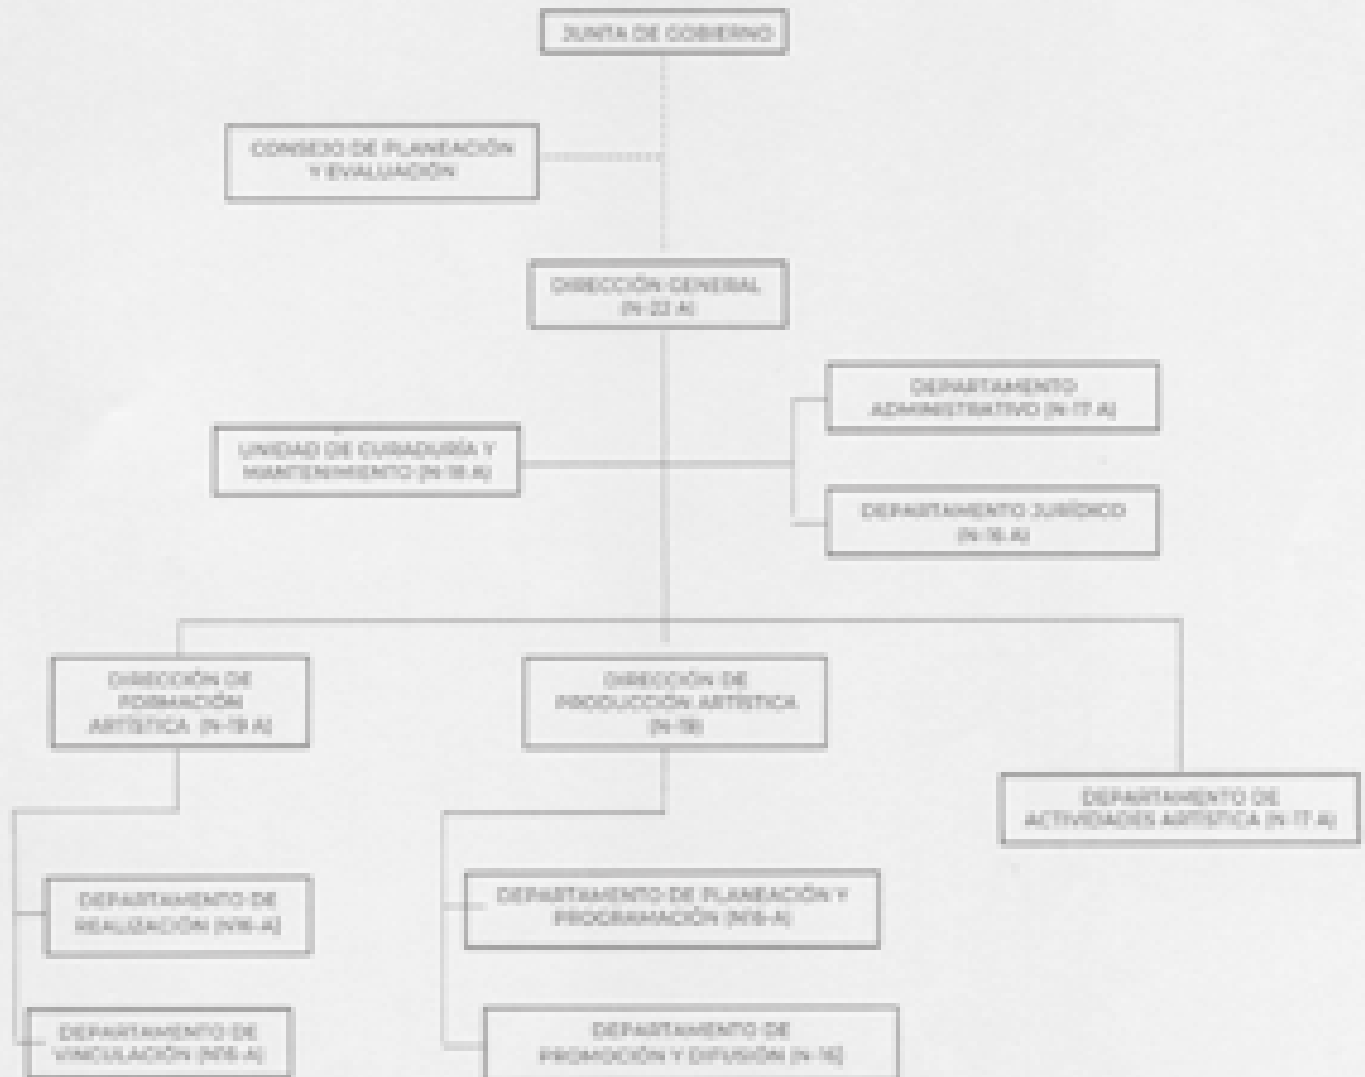 JUNTA DE GOBIERNO
CONSEJO DE PLANEACIÓN
Y EVALUACIÓN
DIRECCIÓN GENERAL
(N-22 A)
DEPARTAMENTO
ADMINISTRATIVO (N-17 A)
UNIDAD DE CURADURÍA Y
MANTENIMIENTO (N-18 A)
DEPARTAMENTO JURÍDICO
(N-16 A)
DIRECCIÓN DE
FORMACIÓN
ARTÍSTICA (N-19 A)
DIRECCIÓN DE
PRODUCCIÓN ARTÍSTICA
(N-19)
DEPARTAMENTO DE
ACTIVIDADES ARTÍSTICA (N-17 A)
DEPARTAMENTO DE
REALIZACIÓN (N16-A)
DEPARTAMENTO DE PLANEACIÓN Y
PROGRAMACIÓN (N16-A)
DEPARTAMENTO DE
VINCULACIÓN (N16-A)
DEPARTAMENTO DE
PROMOCIÓN Y DIFUSIÓN (N-16)